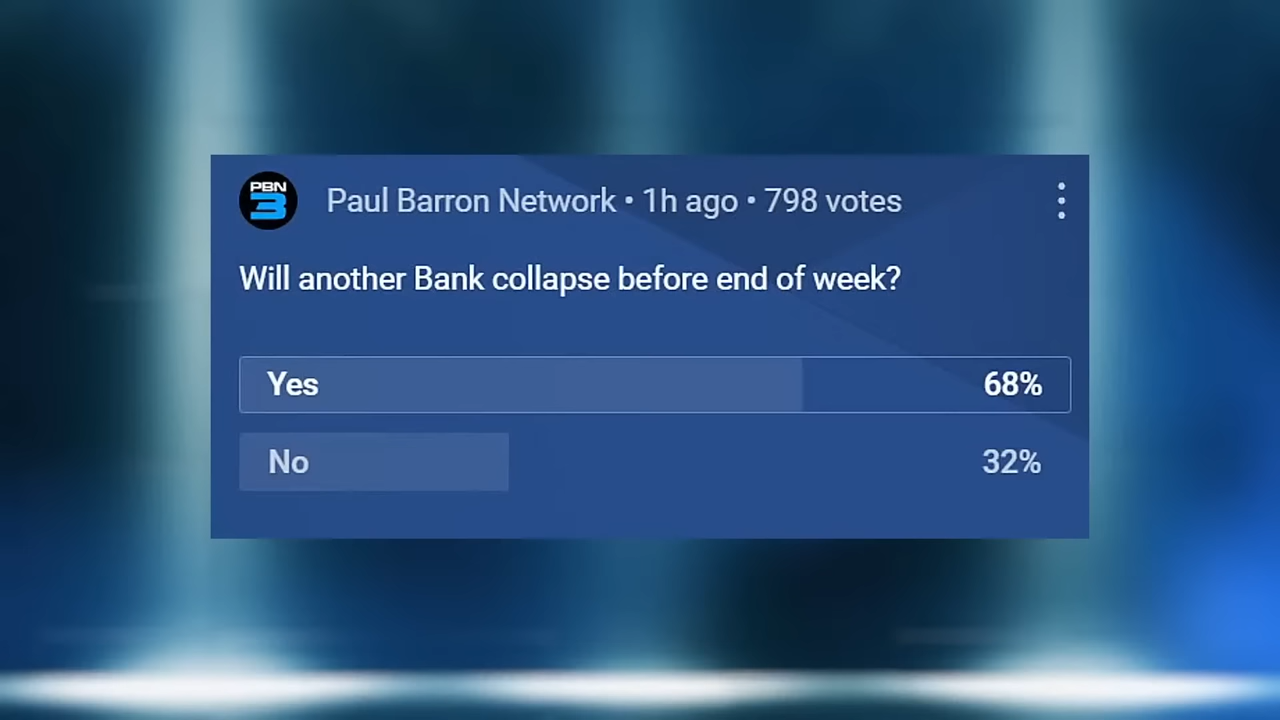 PBN
3
Paul Barron Network • 1h ago • 798 votes
Will another Bank collapse before end of week?
Yes 68%
No 32%